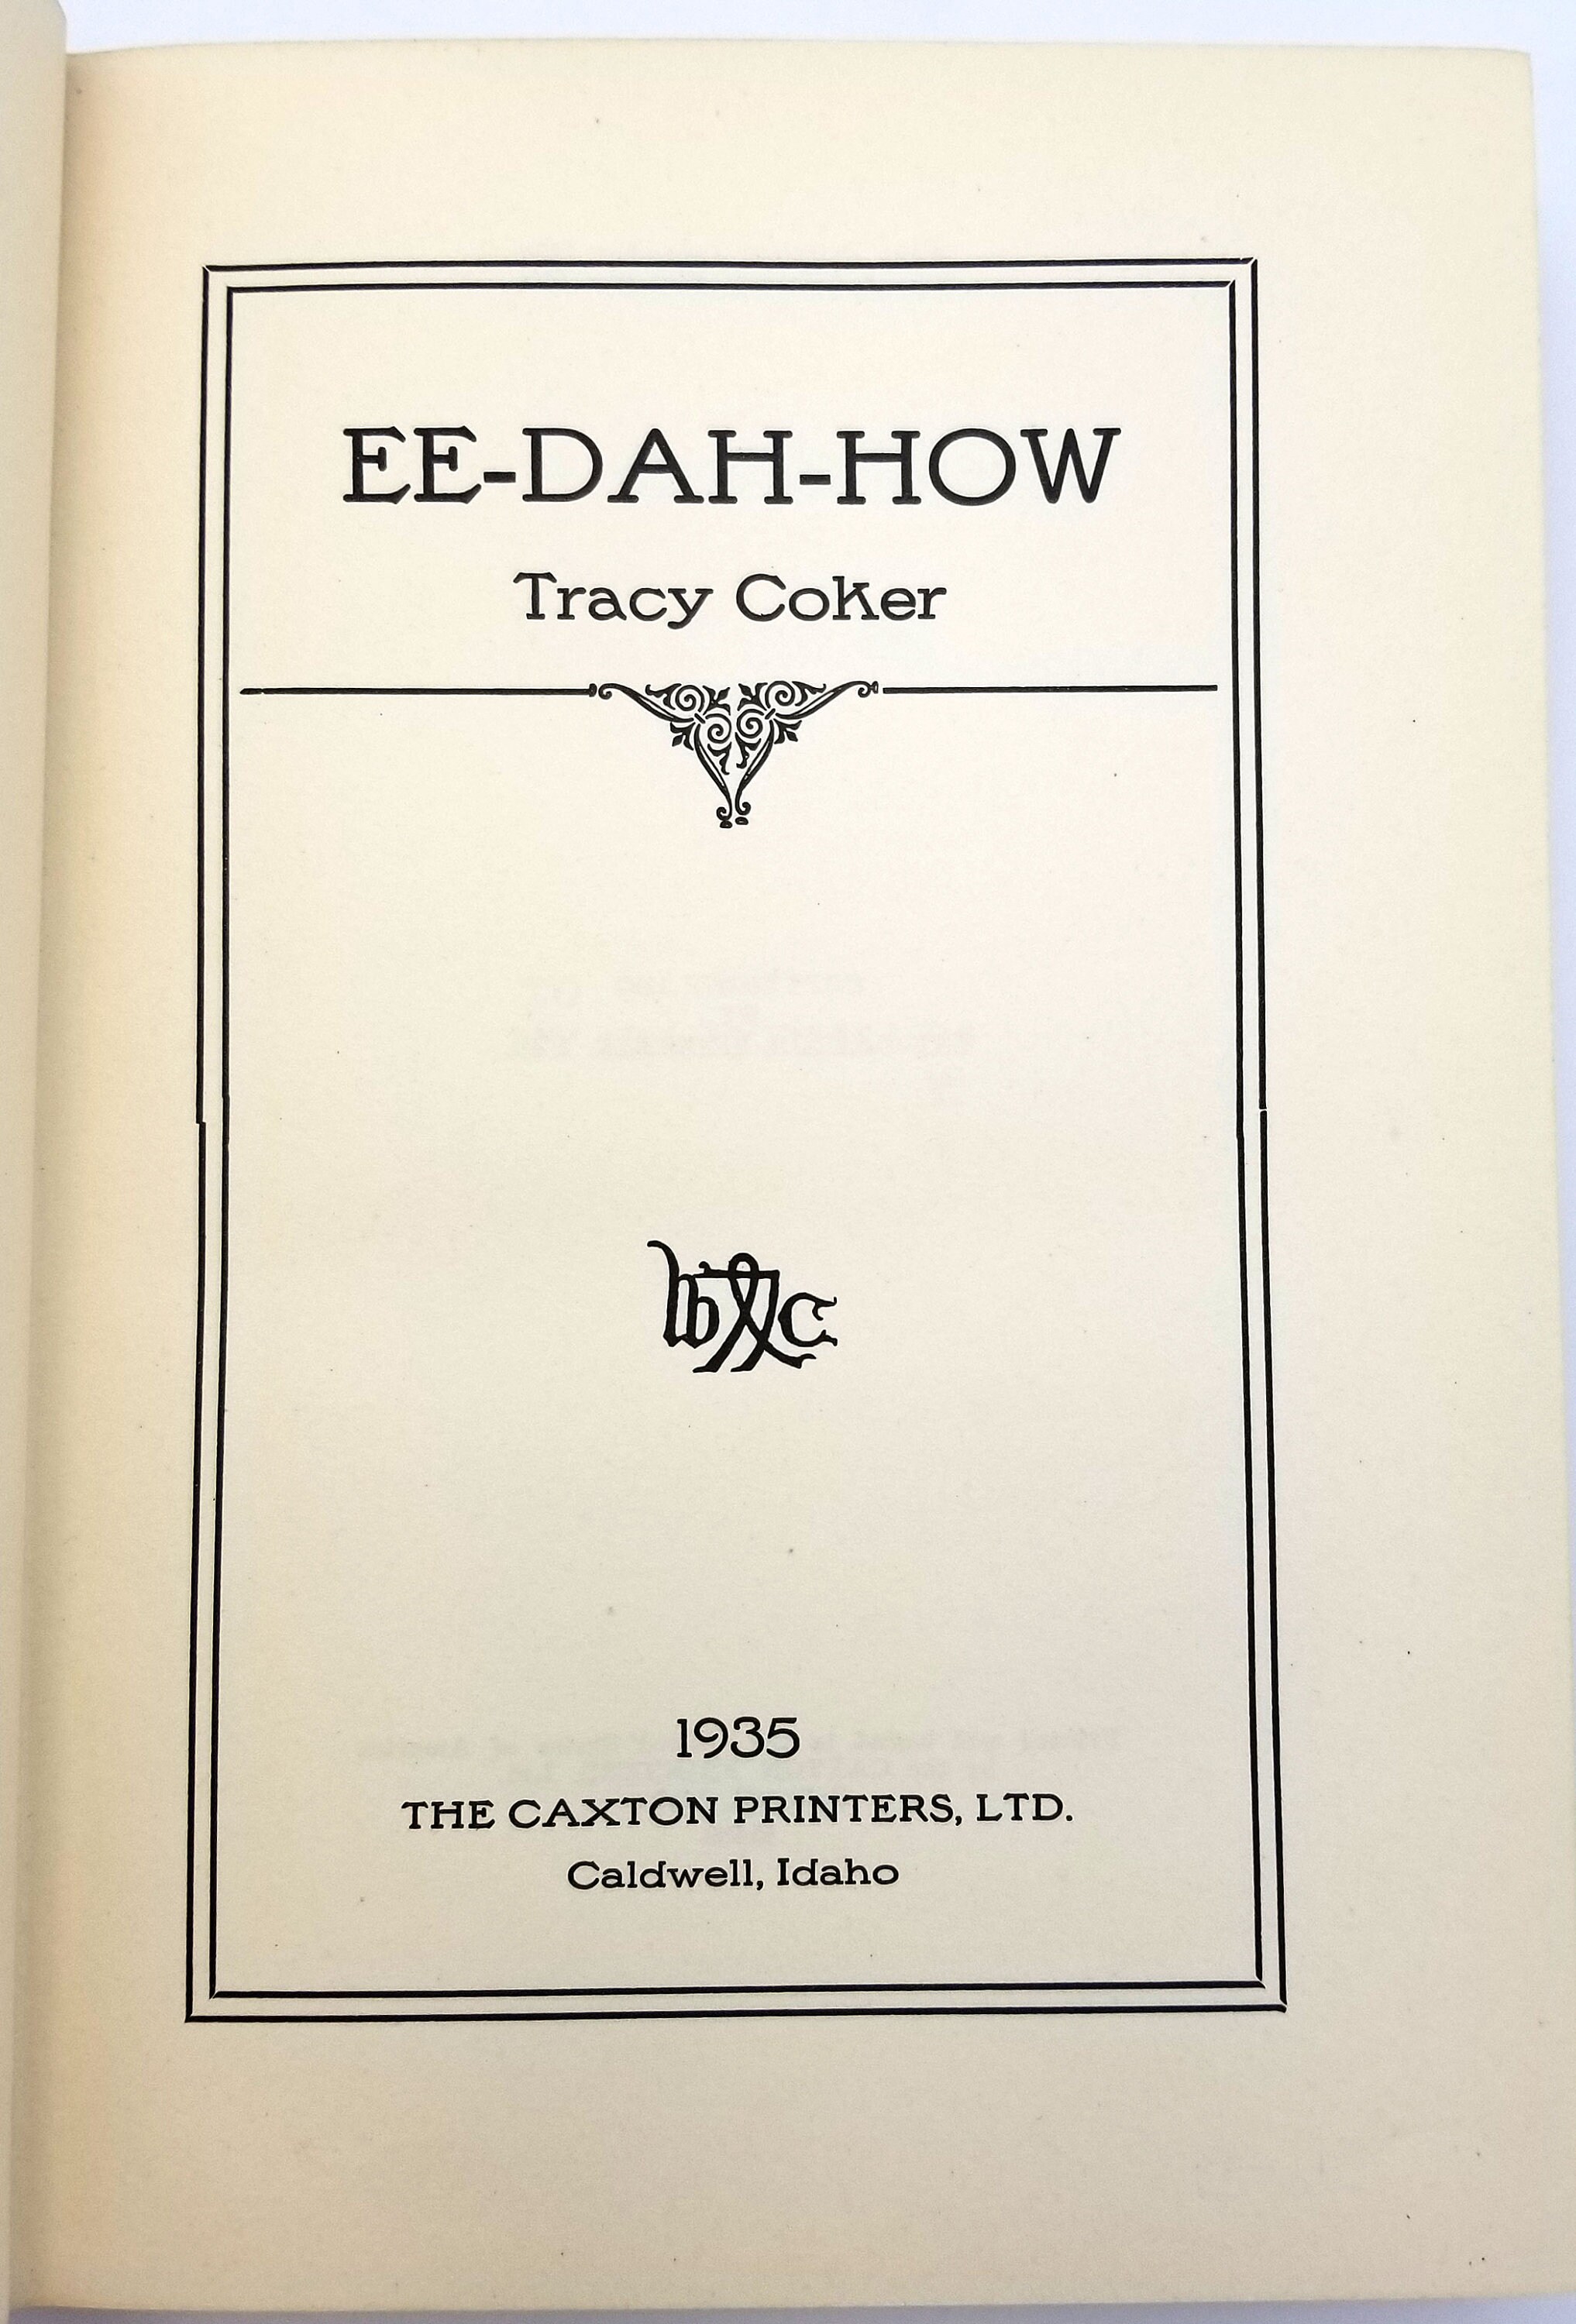 EE-DAH-HOW
Tracy Coker
1935
THE CAXTON PRINTERS, LTD.
Caldwell, Idaho